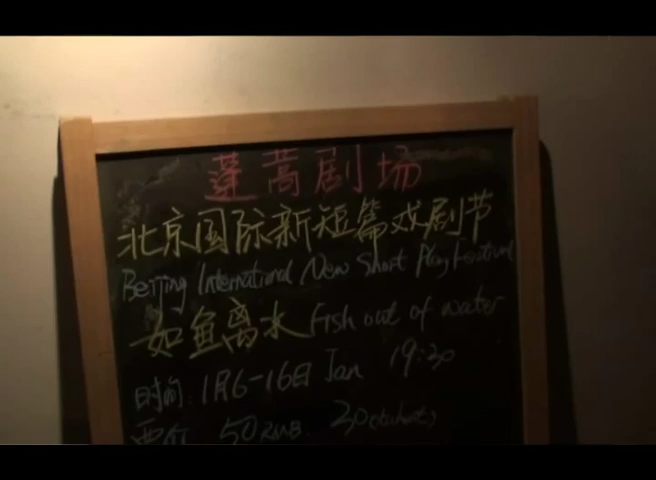 蓬蒿剧场
北京国际新短篇戏剧节
Beijing International New Short Play Festival
如鱼离水 Fish out of water
时间: 1月6-16日 Jan 19:30
票价 50RMB. 30(student)